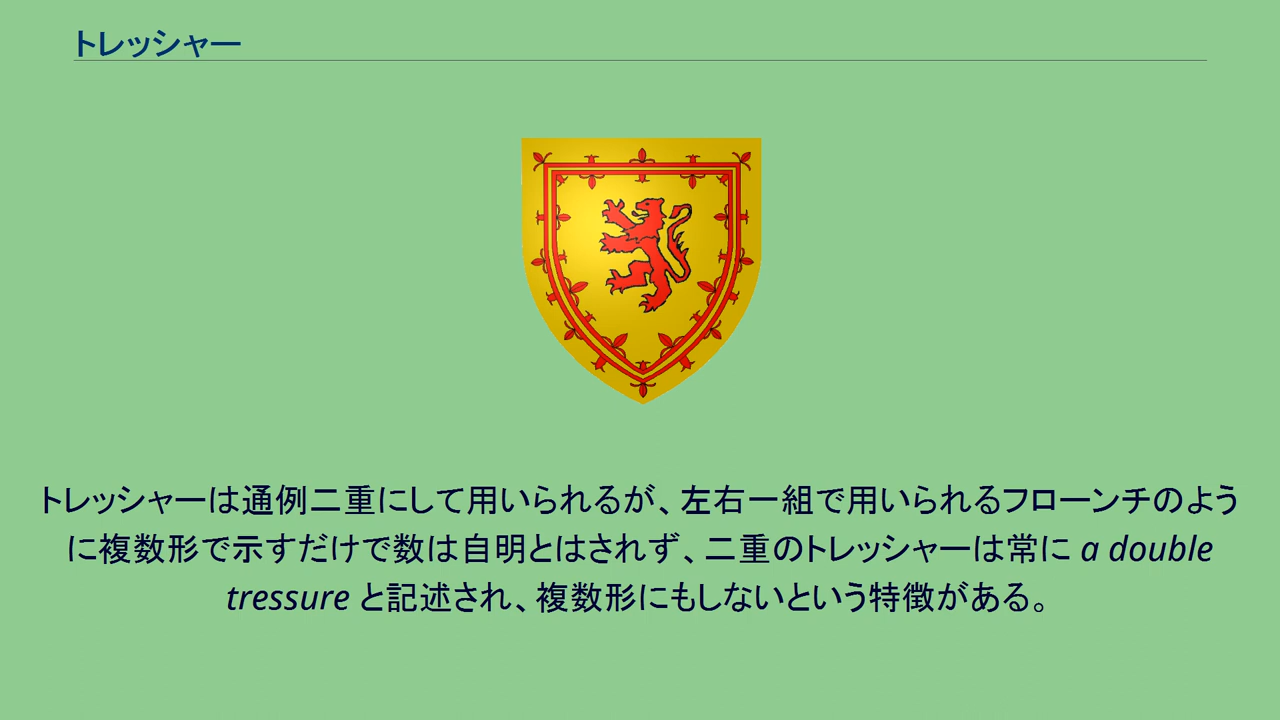 トレッシャー
トレッシャーは通例二重にして用いられるが、左右一組で用いられるフローンチのよう
に複数形で示すだけで数は自明とはされず、二重のトレッシャーは常に a double
tressure と記述され、複数形にもしないという特徴がある。